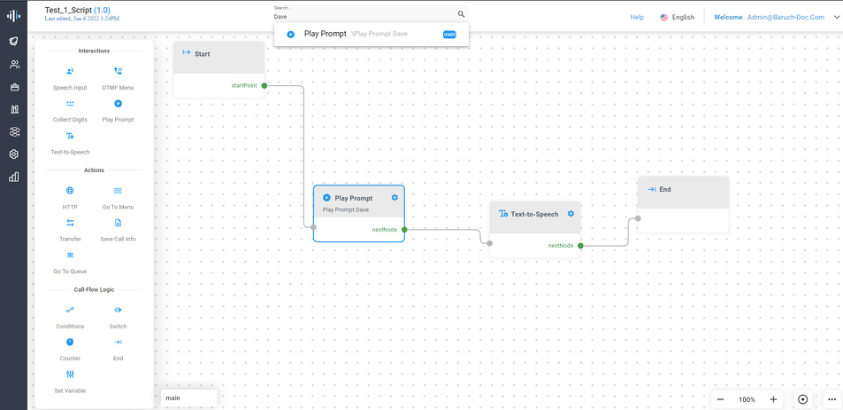 Test_1_Script (1.0)
Last edited, Jun 6 2022 1:24PM
Search...
Dave
Play Prompt \Play Prompt Dave main
Help
English
Welcome Admin@Baruch-Doc.Com
Interactions
Speech Input
DTMF Menu
Collect Digits
Play Prompt
Text-to-Speech
Actions
HTTP
Go To Menu
Transfer
Save Call Info
Go To Queue
Call-Flow Logic
Conditions
Switch
Counter
End
Set Variable
Start
startPoint
Play Prompt
Play Prompt Dave
nextNode
Text-to-Speech
nextNode
End
main
100%